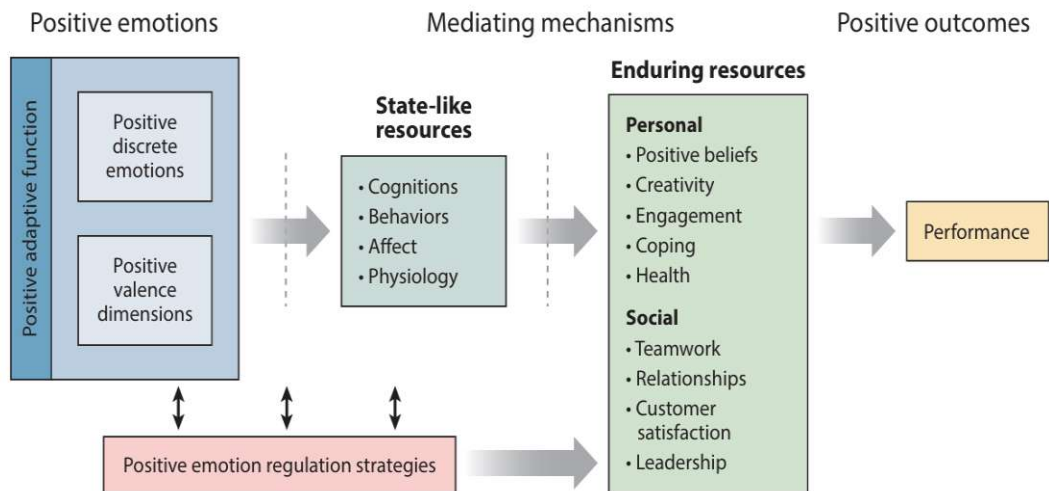 Positive emotions
Mediating mechanisms
Positive outcomes
Positive adaptive function
Positive
discrete
emotions
Positive
valence
dimensions
State-like
resources
• Cognitions
• Behaviors
• Affect
• Physiology
Enduring resources
Personal
• Positive beliefs
• Creativity
• Engagement
• Coping
• Health
Social
• Teamwork
• Relationships
• Customer
satisfaction
• Leadership
Performance
Positive emotion regulation strategies